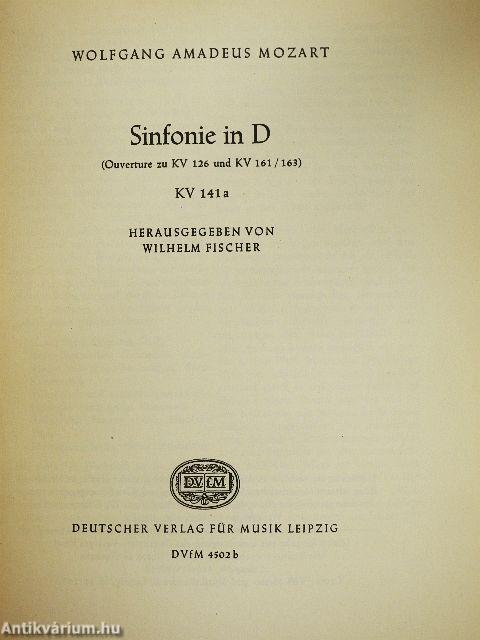 WOLFGANG AMADEUS MOZART
Sinfonie in D
(Ouverture zu KV 126 und KV 161/163)
KV 141a
HERAUSGEGEBEN VON
WILHELM FISCHER
DVfM
DEUTSCHER VERLAG FÜR MUSIK LEIPZIG
DVfM 4502b
Antikvárium.hu